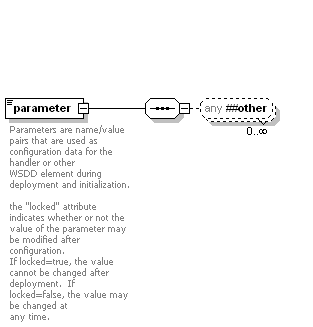 parameter
any ##other
0..∞
Parameters are name/value
pairs that are used as
configuration data for the
handler or other
WSDD element during
deployment and initialization.
the "locked" attribute
indicates whether or not the
value of the parameter may
be modified after
configuration.
If locked=true, the value
cannot be changed after
deployment.  If
locked=false, the value may
be changed at
any time.